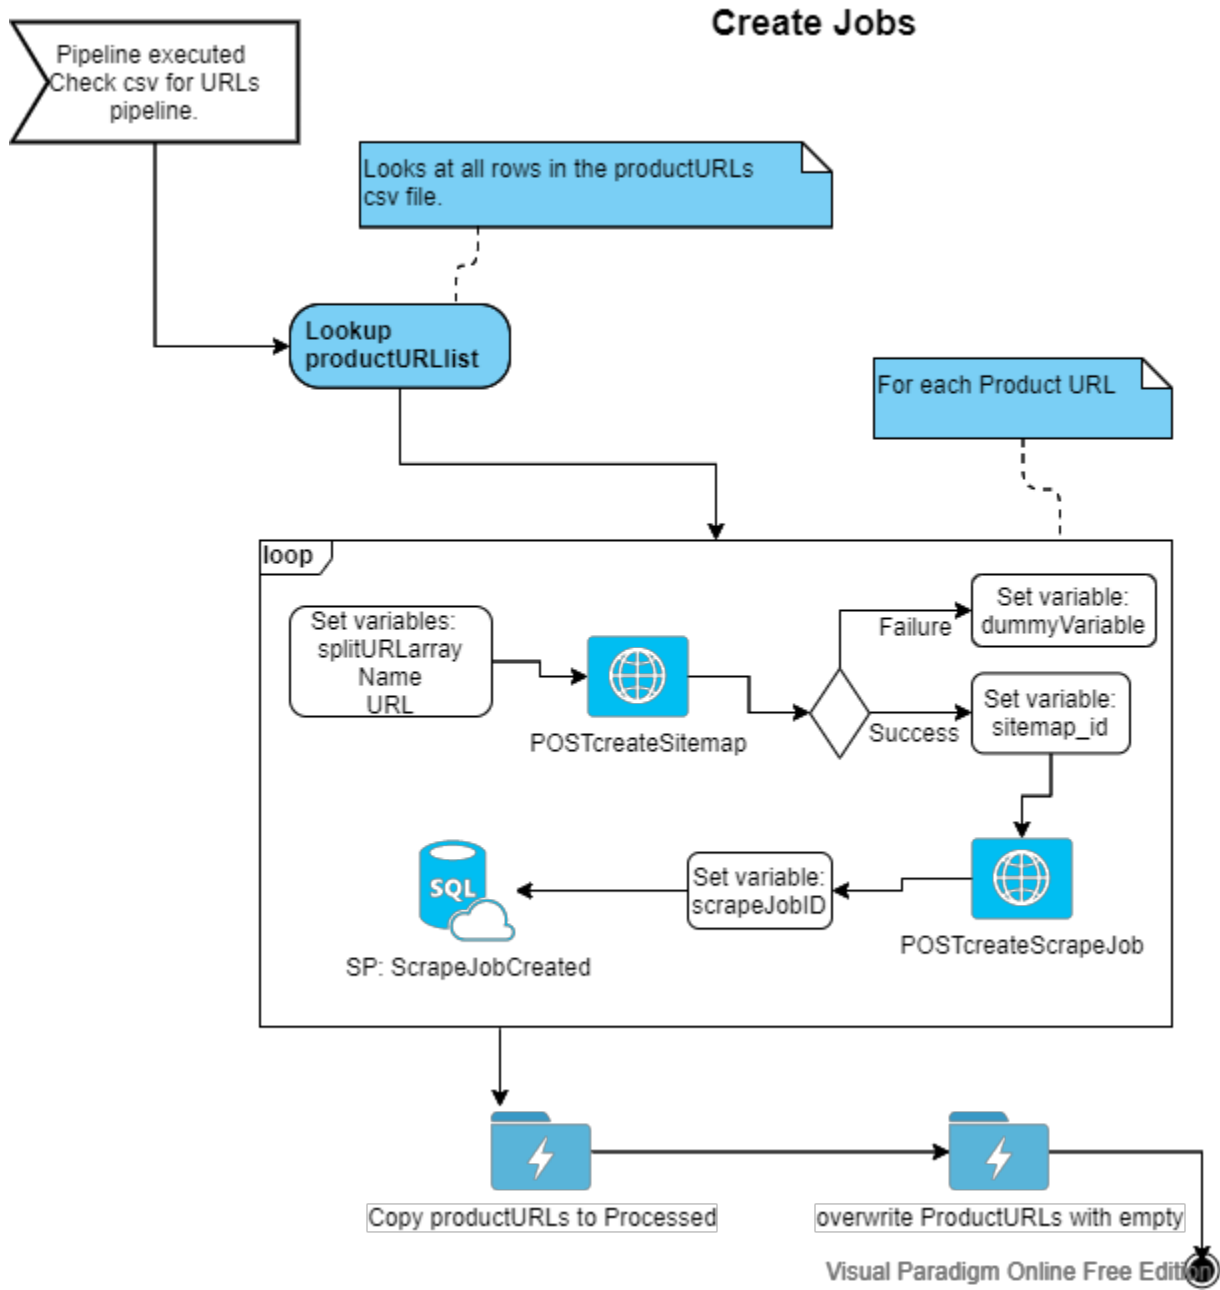 Create Jobs
Pipeline executed
Check csv for URLs
pipeline.
Looks at all rows in the productURLs
csv file.
Lookup
productURLlist
For each Product URL
loop
Set variables:
splitURLarray
Name
URL
POSTcreateSitemap
Failure
Set variable:
dummyVariable
Success
Set variable:
sitemap_id
POSTcreateScrapeJob
Set variable:
scrapeJobID
SQL
SP: ScrapeJobCreated
Copy productURLs to Processed
overwrite ProductURLs with empty
Visual Paradigm Online Free Edition